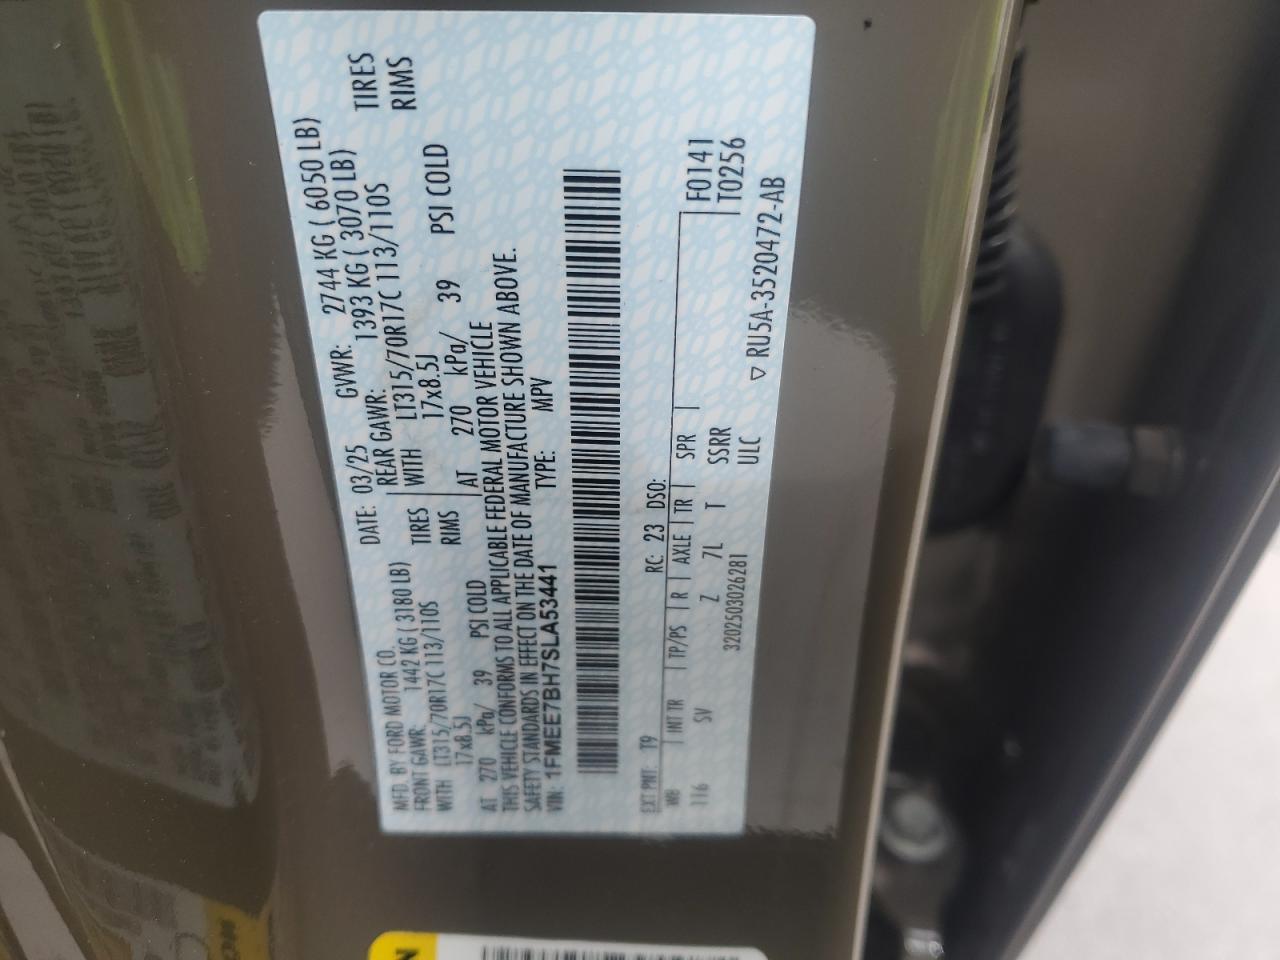 MFD. BY FORD MOTOR CO.
DATE: 03/25 GVWR: 2744 KG ( 6050 LB)
FRONT GAWR: 1442 KG ( 3180 LB) REAR GAWR: 1393 KG ( 3070 LB)
WITH LT315/70R17C 113/110S TIRES WITH LT315/70R17C 113/110S TIRES
17x8.5J RIMS 17x8.5J RIMS
AT 270 kPa/ 39 PSI COLD AT 270 kPa/ 39 PSI COLD
THIS VEHICLE CONFORMS TO ALL APPLICABLE FEDERAL MOTOR VEHICLE
SAFETY STANDARDS IN EFFECT ON THE DATE OF MANUFACTURE SHOWN ABOVE.
VIN: 1FMEE7BH7SLA53441 TYPE: MPV
EXT PNT: T9 RC: 23 DSO:
WB INT TR TP/PS R AXLE TR SPR F0141
116 SV Z 7L T SSRR T0256
3202503026281 ULC ▽ RU5A-3520472-AB
N